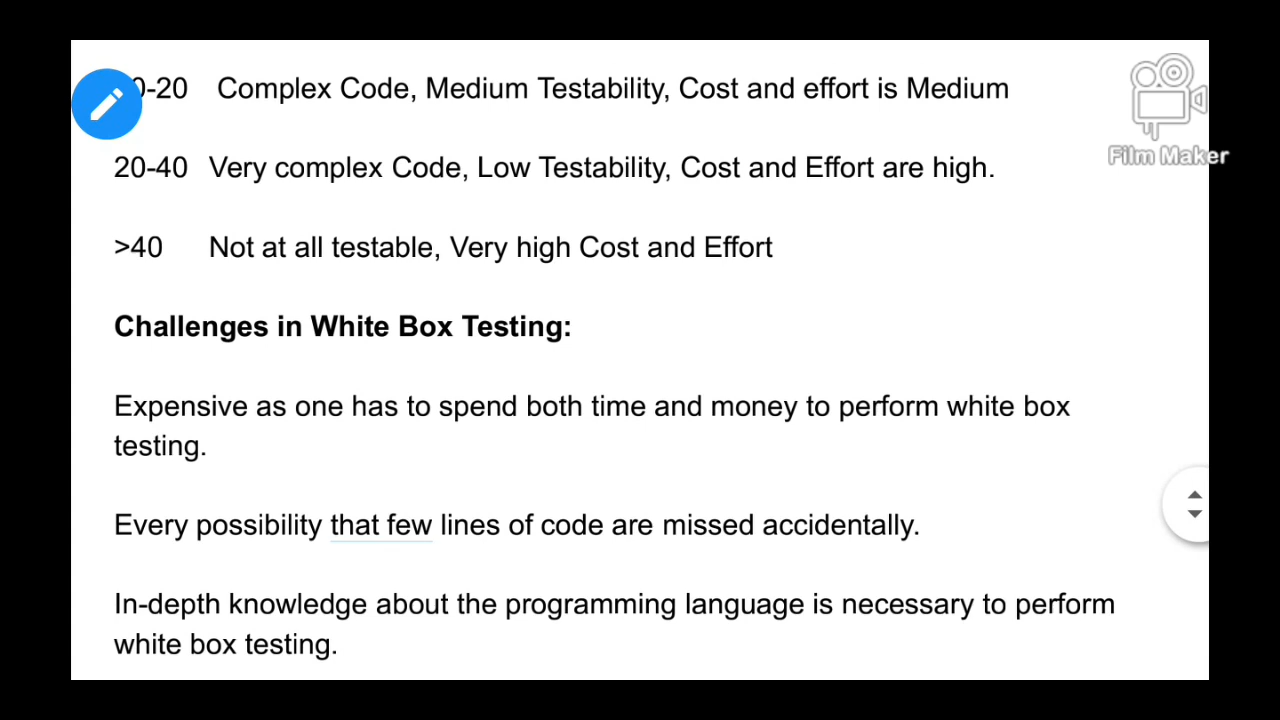 0-20 Complex Code, Medium Testability, Cost and effort is Medium
Film Maker
20-40 Very complex Code, Low Testability, Cost and Effort are high.
>40 Not at all testable, Very high Cost and Effort
Challenges in White Box Testing:
Expensive as one has to spend both time and money to perform white box
testing.
Every possibility that few lines of code are missed accidentally.
In-depth knowledge about the programming language is necessary to perform
white box testing.